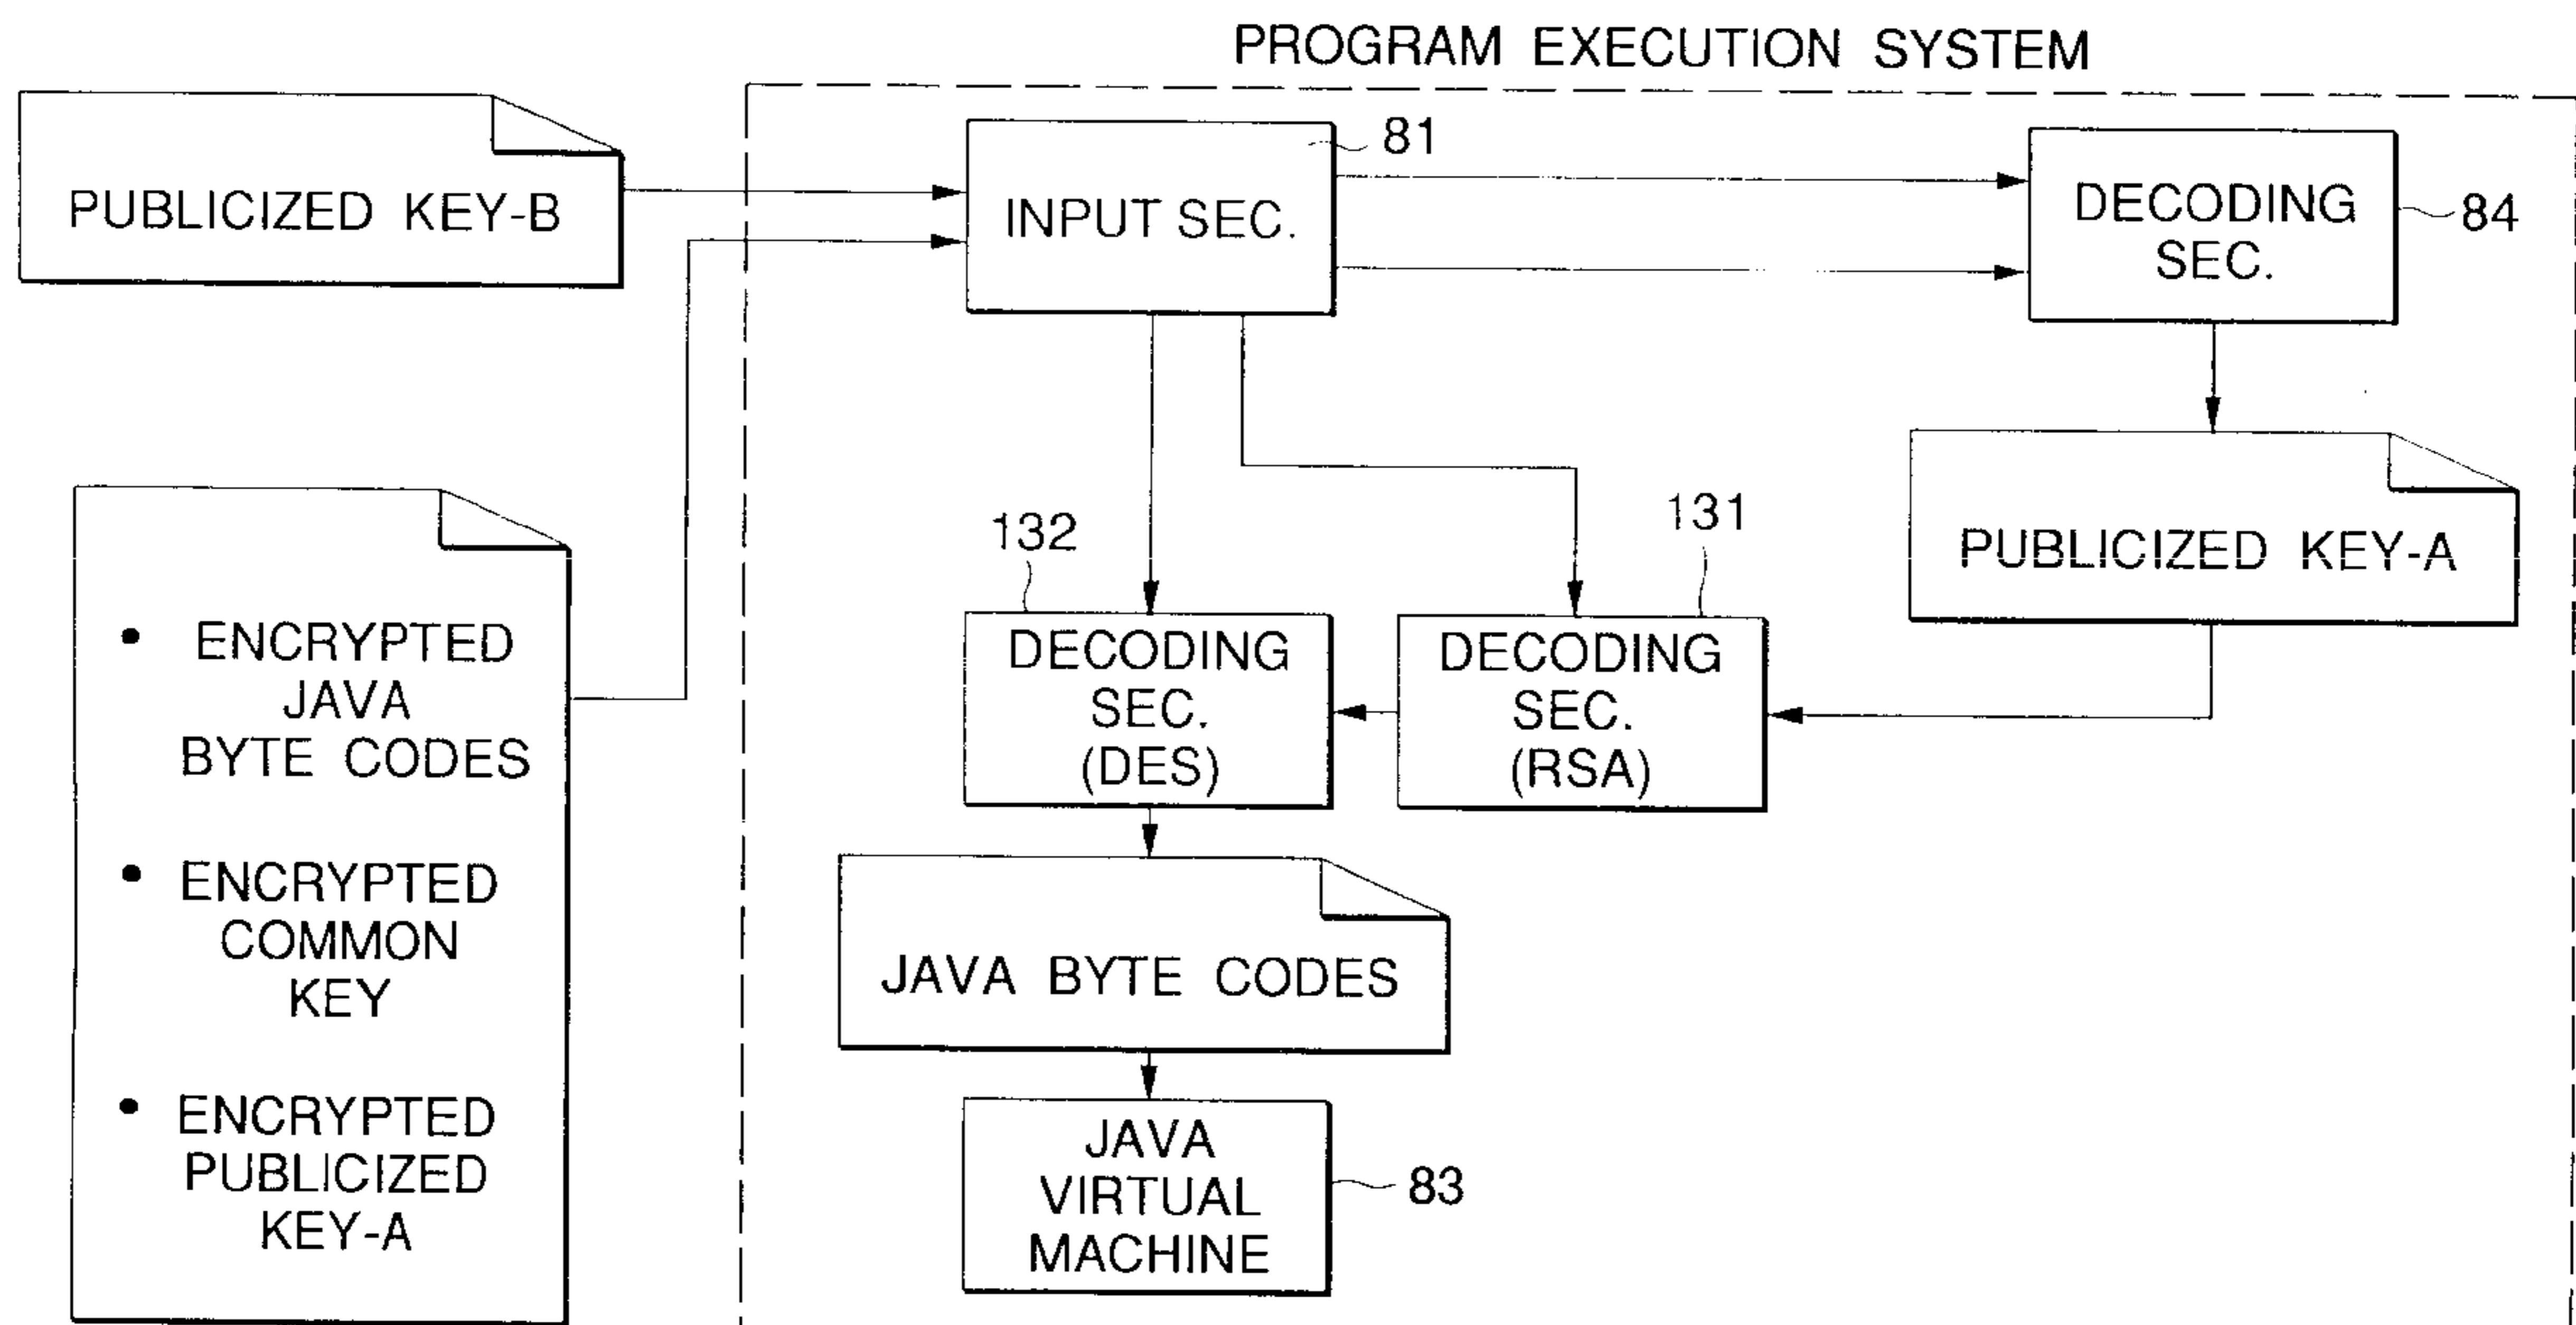 PROGRAM EXECUTION SYSTEM
PUBLICIZED KEY-B
INPUT SEC.
81
DECODING
SEC.
84
PUBLICIZED KEY-A
132
131
DECODING
SEC.
(DES)
DECODING
SEC.
(RSA)
• ENCRYPTED
JAVA
BYTE CODES
• ENCRYPTED
COMMON
KEY
• ENCRYPTED
PUBLICIZED
KEY-A
JAVA BYTE CODES
JAVA
VIRTUAL
MACHINE
83